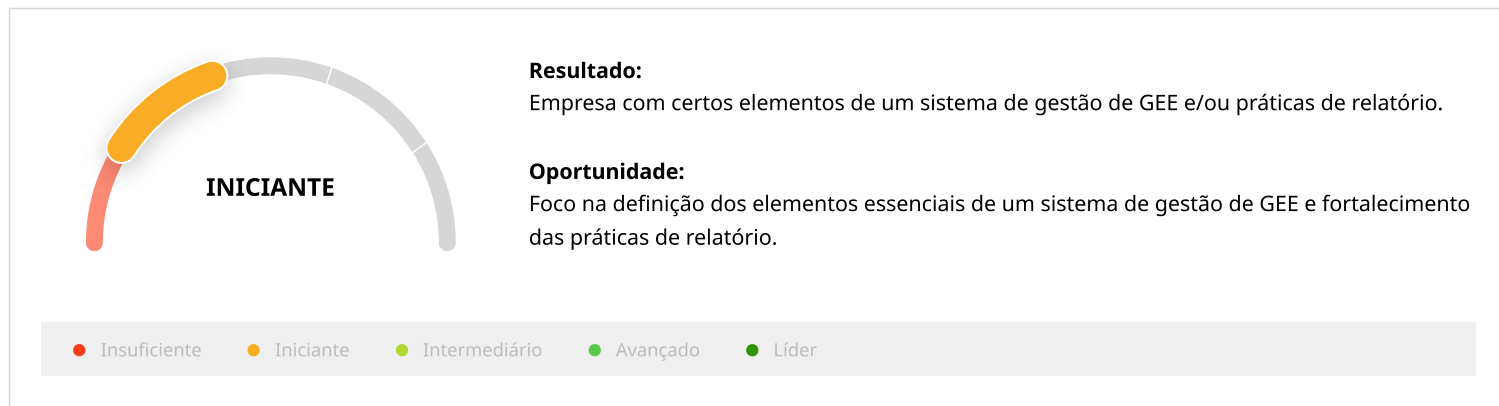 INICIANTE
Resultado:
Empresa com certos elementos de um sistema de gestão de GEE e/ou práticas de relatório.
Oportunidade:
Foco na definição dos elementos essenciais de um sistema de gestão de GEE e fortalecimento
das práticas de relatório.
Insuficiente Iniciante Intermediário Avançado Líder